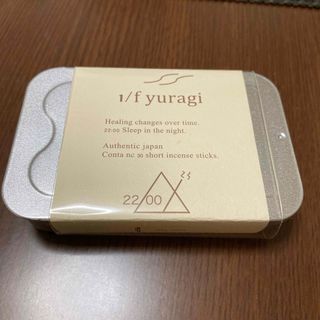 1/f yuragi
Healing changes over time.
22:00 Sleep in the night.
Authentic japan
Conta nc 30 short incense sticks.
22 00